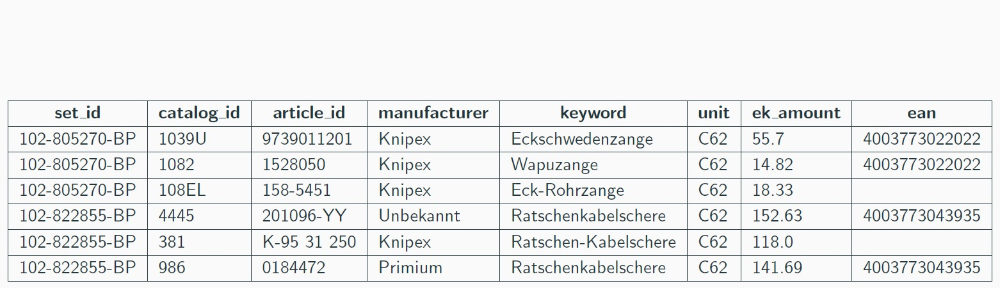 set_id catalog_id article_id manufacturer keyword unit ek_amount ean
102-805270-BP 1039U 9739011201 Knipex Eckschwedenzange C62 55.7 4003773022022
102-805270-BP 1082 1528050 Knipex Wapuzange C62 14.82 4003773022022
102-805270-BP 108EL 158-5451 Knipex Eck-Rohrzange C62 18.33
102-822855-BP 4445 201096-YY Unbekannt Ratschenkabelschere C62 152.63 4003773043935
102-822855-BP 381 K-95 31 250 Knipex Ratschen-Kabelschere C62 118.0
102-822855-BP 986 0184472 Primium Ratschenkabelschere C62 141.69 4003773043935